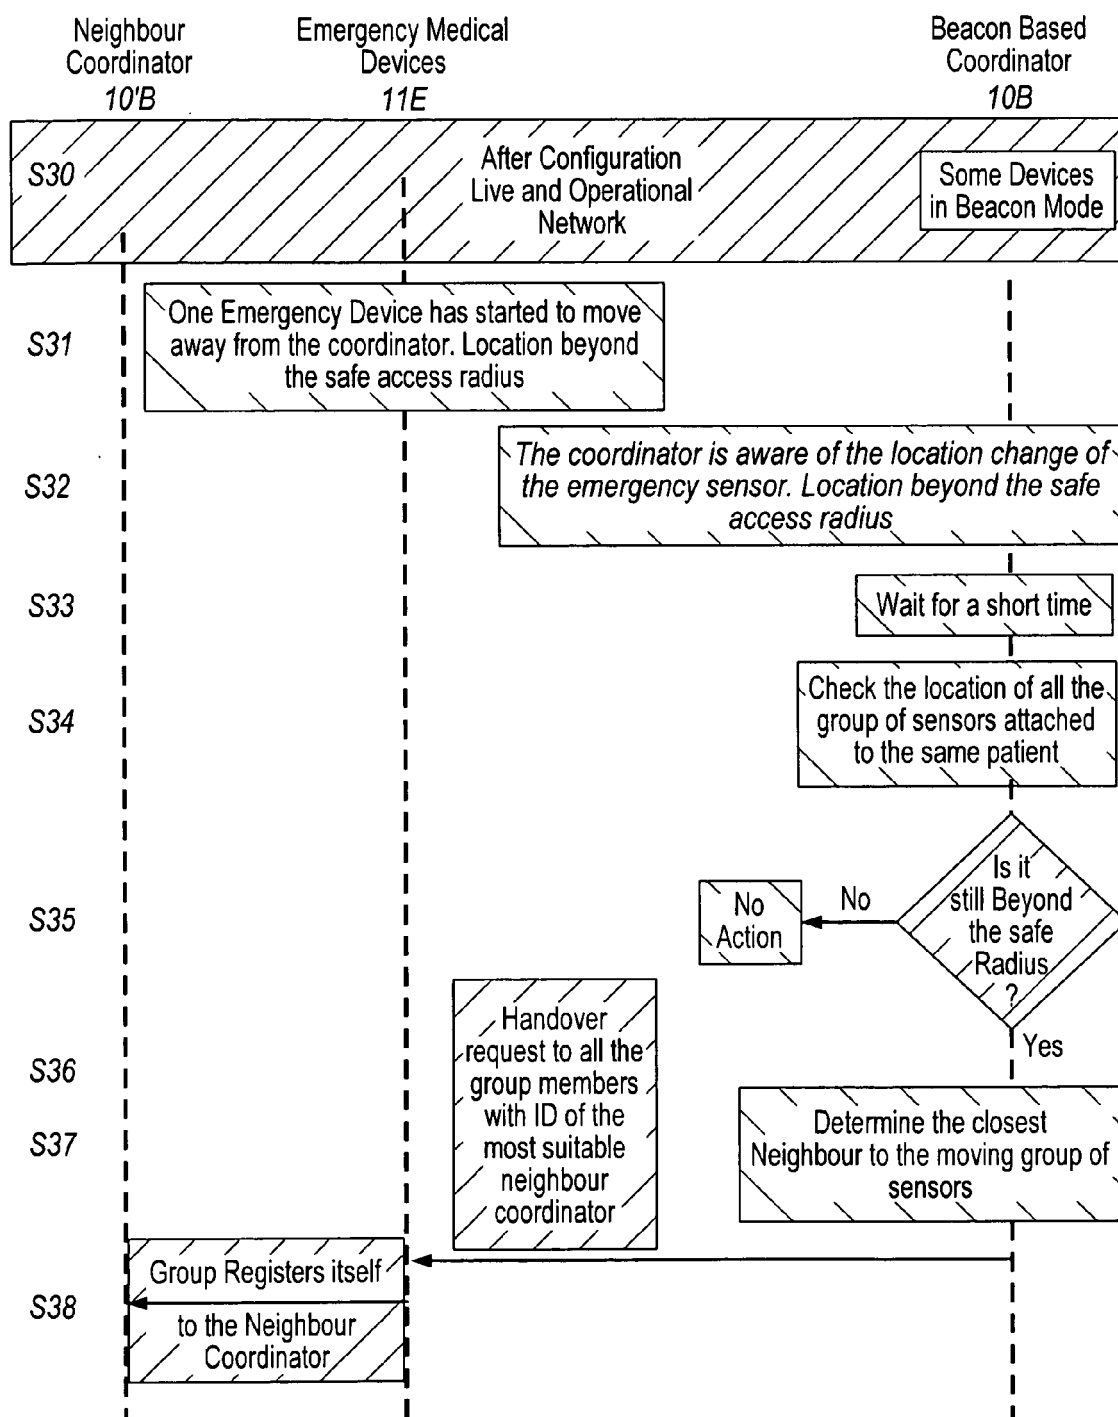 Neighbour
Coordinator
10'B
Emergency Medical
Devices
11E
Beacon Based
Coordinator
10B
S30
After Configuration
Live and Operational
Network
Some Devices
in Beacon Mode
S31
One Emergency Device has started to move
away from the coordinator. Location beyond
the safe access radius
S32
The coordinator is aware of the location change of
the emergency sensor. Location beyond the safe
access radius
S33
Wait for a short time
S34
Check the location of all the
group of sensors attached
to the same patient
S35
No
Action
No
Is it
still Beyond
the safe
Radius
?
Yes
S36
Handover
request to all the
group members
with ID of the
most suitable
neighbour
coordinator
S37
Determine the closest
Neighbour to the moving group of
sensors
S38
Group Registers itself
to the Neighbour
Coordinator